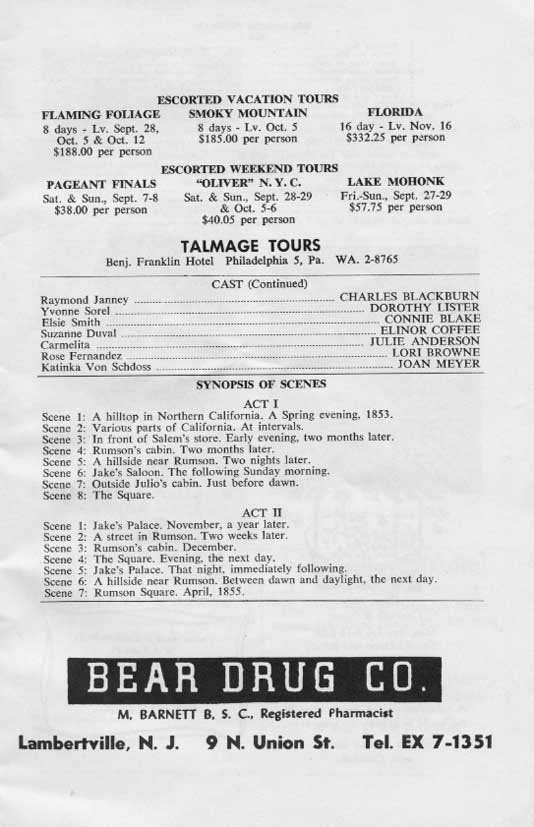 ESCORTED VACATION TOURS
FLAMING FOLIAGE
8 days - Lv. Sept. 28,
Oct. 5 & Oct. 12
$188.00 per person
SMOKY MOUNTAIN
8 days - Lv. Oct. 5
$185.00 per person
FLORIDA
16 day - Lv. Nov. 16
$332.25 per person
ESCORTED WEEKEND TOURS
PAGEANT FINALS
Sat. & Sun., Sept. 7-8
$38.00 per person
"OLIVER" N. Y. C.
Sat. & Sun., Sept. 28-29
& Oct. 5-6
$40.05 per person
LAKE MOHONK
Fri.-Sun., Sept. 27-29
$57.75 per person
TALMAGE TOURS
Benj. Franklin Hotel Philadelphia 5, Pa. WA. 2-8765
CAST (Continued)
Raymond Janney ........ CHARLES BLACKBURN
Yvonne Sorel ........ DOROTHY LISTER
Elsie Smith ........ CONNIE BLAKE
Suzanne Duval ........ ELINOR COFFEE
Carmelita ........ JULIE ANDERSON
Rose Fernandez ........ LORI BROWNE
Katinka Von Schdoss ........ JOAN MEYER
SYNOPSIS OF SCENES
ACT I
Scene 1: A hilltop in Northern California. A Spring evening, 1853.
Scene 2: Various parts of California. At intervals.
Scene 3: In front of Salem's store. Early evening, two months later.
Scene 4: Rumson's cabin. Two months later.
Scene 5: A hillside near Rumson. Two nights later.
Scene 6: Jake's Saloon. The following Sunday morning.
Scene 7: Outside Julio's cabin. Just before dawn.
Scene 8: The Square.
ACT II
Scene 1: Jake's Palace. November, a year later.
Scene 2: A street in Rumson. Two weeks later.
Scene 3: Rumson's cabin. December.
Scene 4: The Square. Evening, the next day.
Scene 5: Jake's Palace. That night, immediately following.
Scene 6: A hillside near Rumson. Between dawn and daylight, the next day.
Scene 7: Rumson Square. April, 1855.
BEAR DRUG CO.
M. BARNETT B, S. C., Registered Pharmacist
Lambertville, N. J. 9 N. Union St. Tel. EX 7-1351